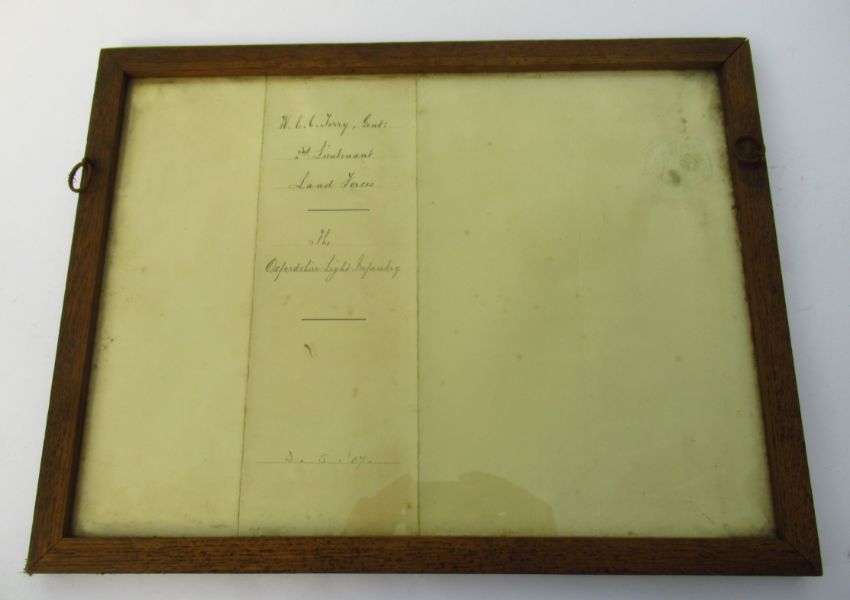 W. C. C. Terry, Gent:
2nd Lieutenant
Land Forces
The
Oxfordshire Light Infantry
3 . 5 . '07.